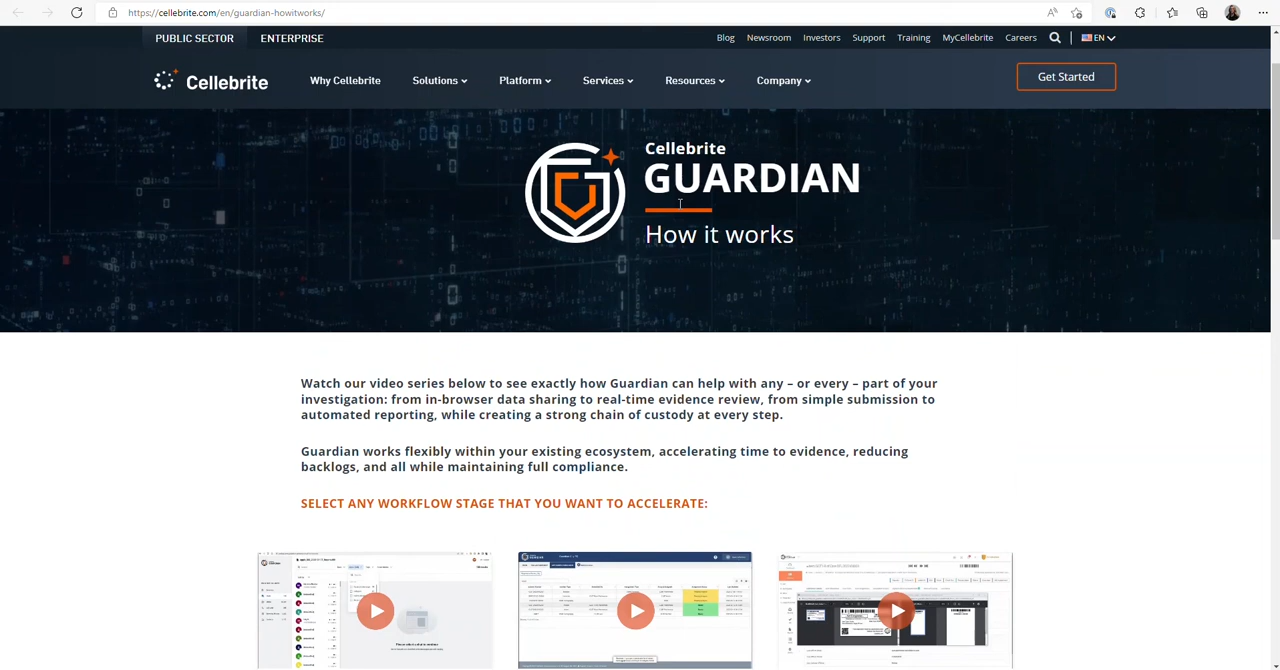 https://cellebrite.com/en/guardian-howitworks/
PUBLIC SECTOR
ENTERPRISE
Blog
Newsroom
Investors
Support
Training
MyCellebrite
Careers
EN
Cellebrite
Why Cellebrite
Solutions
Platform
Services
Resources
Company
Get Started
Cellebrite
GUARDIAN
How it works
Watch our video series below to see exactly how Guardian can help with any – or every – part of your
investigation: from in-browser data sharing to real-time evidence review, from simple submission to
automated reporting, while creating a strong chain of custody at every step.
Guardian works flexibly within your existing ecosystem, accelerating time to evidence, reducing
backlogs, and all while maintaining full compliance.
SELECT ANY WORKFLOW STAGE THAT YOU WANT TO ACCELERATE: